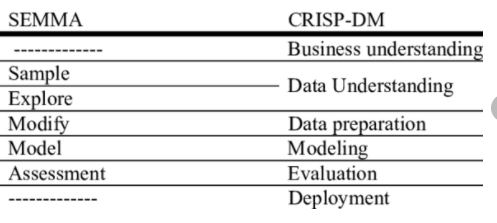 SEMMA CRISP-DM
------------- Business understanding
Sample
Data Understanding
Explore
Modify Data preparation
Model Modeling
Assessment Evaluation
------------- Deployment